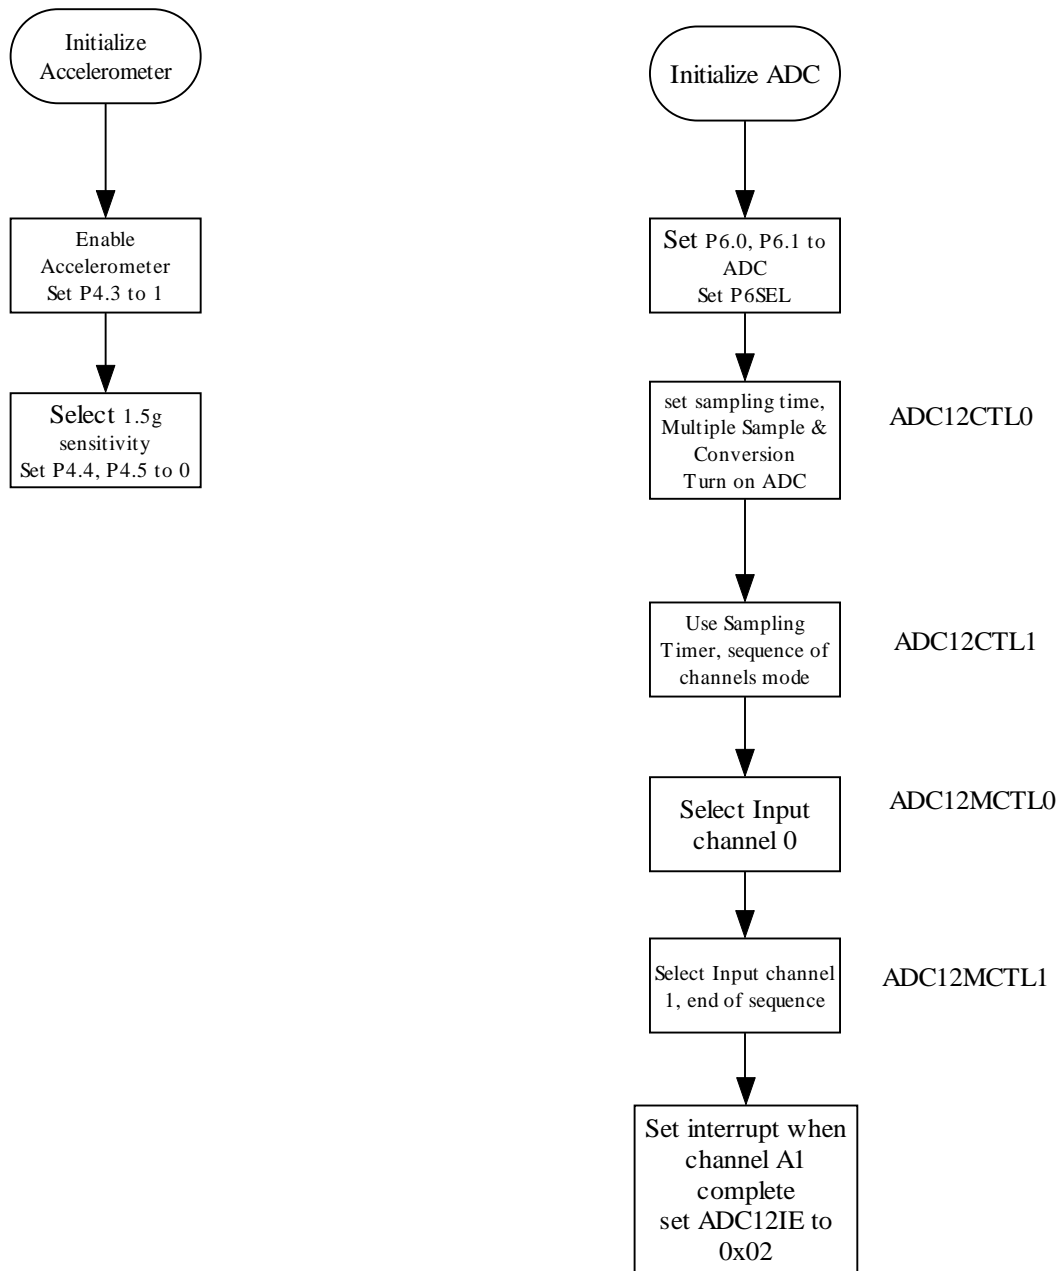 Initialize
Accelerometer
Enable
Accelerometer
Set P4.3 to 1
Select 1.5g
sensitivity
Set P4.4, P4.5 to 0
Initialize ADC
Set P6.0, P6.1 to
ADC
Set P6SEL
set sampling time,
Multiple Sample &
Conversion
Turn on ADC
ADC12CTL0
Use Sampling
Timer, sequence of
channels mode
ADC12CTL1
Select Input
channel 0
ADC12MCTL0
Select Input channel
1, end of sequence
ADC12MCTL1
Set interrupt when
channel A1
complete
set ADC12IE to
0x02